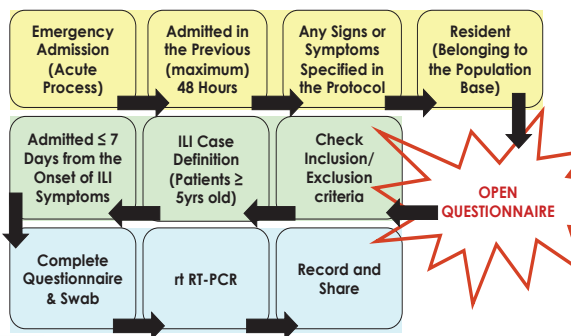 Emergency
Admission
(Acute
Process)
Admitted in
the Previous
(maximum)
48 Hours
Any Signs or
Symptoms
Specified in
the Protocol
Resident
(Belonging to
the Population
Base)
OPEN
QUESTIONNAIRE
Check
Inclusion/
Exclusion
criteria
ILI Case
Definition
(Patients ≥
5yrs old)
Admitted ≤ 7
Days from the
Onset of ILI
Symptoms
Complete
Questionnaire
& Swab
rt RT-PCR
Record and
Share